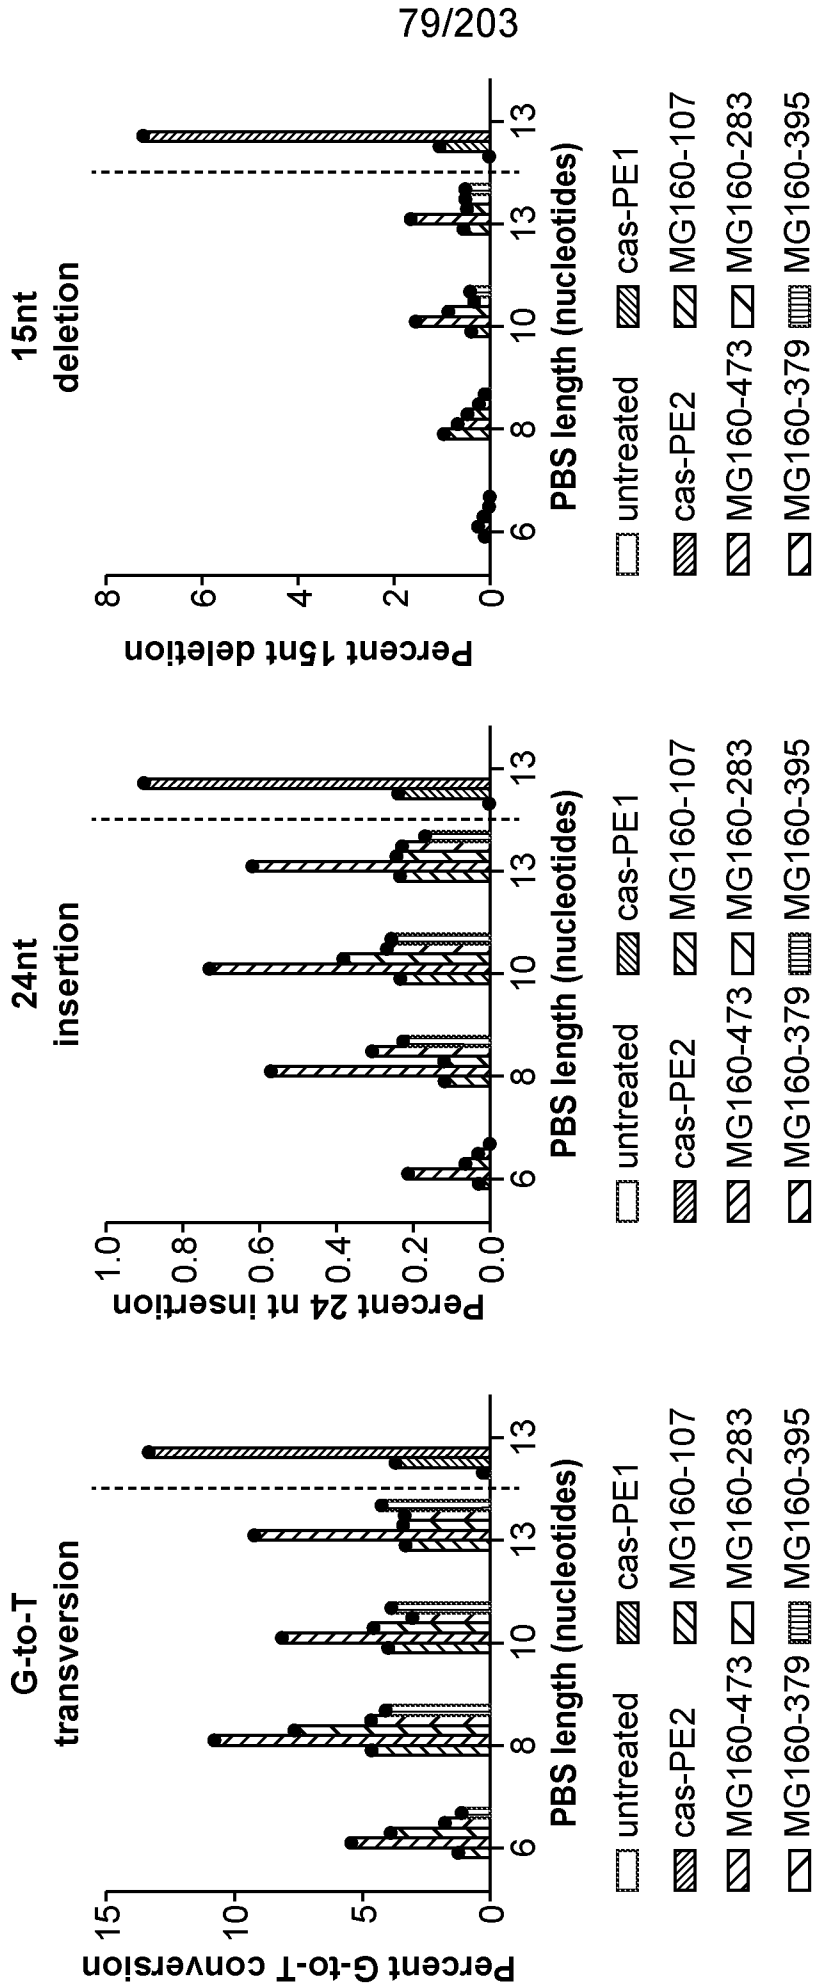 79/203
G-to-T
transversion
Percent G-to-T conversion
15
10
5
0
6 8 10 13 13
PBS length (nucleotides)
untreated cas-PE1
cas-PE2 MG160-107
MG160-473 MG160-283
MG160-379 MG160-395
24nt
insertion
Percent 24 nt insertion
1.0
0.8
0.6
0.4
0.2
0.0
6 8 10 13 13
PBS length (nucleotides)
untreated cas-PE1
cas-PE2 MG160-107
MG160-473 MG160-283
MG160-379 MG160-395
15nt
deletion
Percent 15nt deletion
8
6
4
2
0
6 8 10 13 13
PBS length (nucleotides)
untreated cas-PE1
cas-PE2 MG160-107
MG160-473 MG160-283
MG160-379 MG160-395